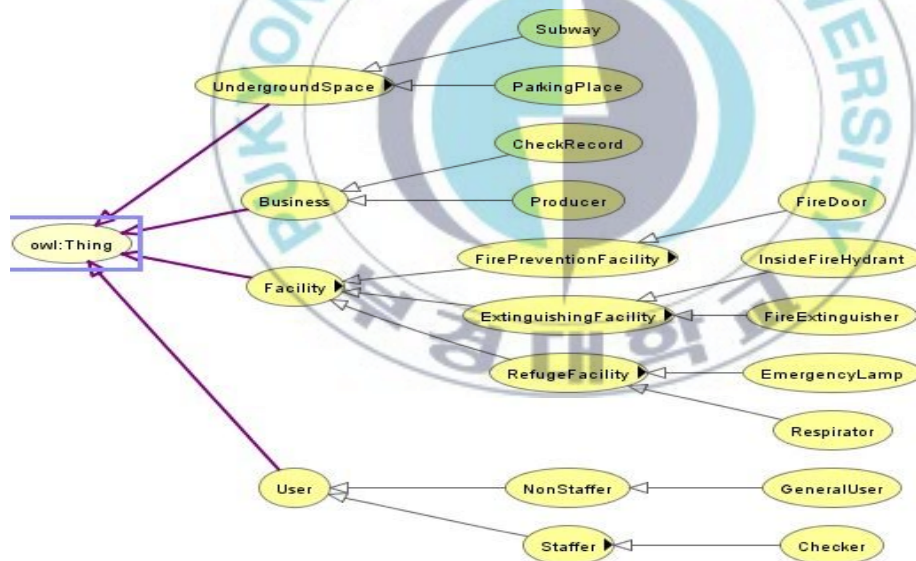 Subway
UndergroundSpace
ParkingPlace
CheckRecord
Business
Producer
FireDoor
owl:Thing
FirePreventionFacility
InsideFireHydrant
Facility
ExtinguishingFacility
FireExtinguisher
RefugeFacility
EmergencyLamp
Respirator
User
NonStaffer
GeneralUser
Staffer
Checker